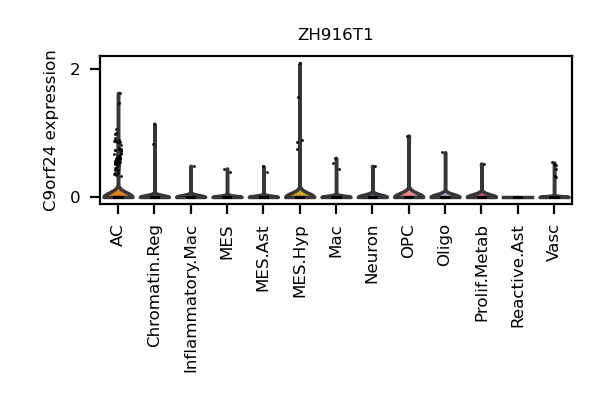 ZH916T1
C9orf24 expression
2
0
AC
Chromatin.Reg
Inflammatory.Mac
MES
MES.Ast
MES.Hyp
Mac
Neuron
OPC
Oligo
Prolif.Metab
Reactive.Ast
Vasc